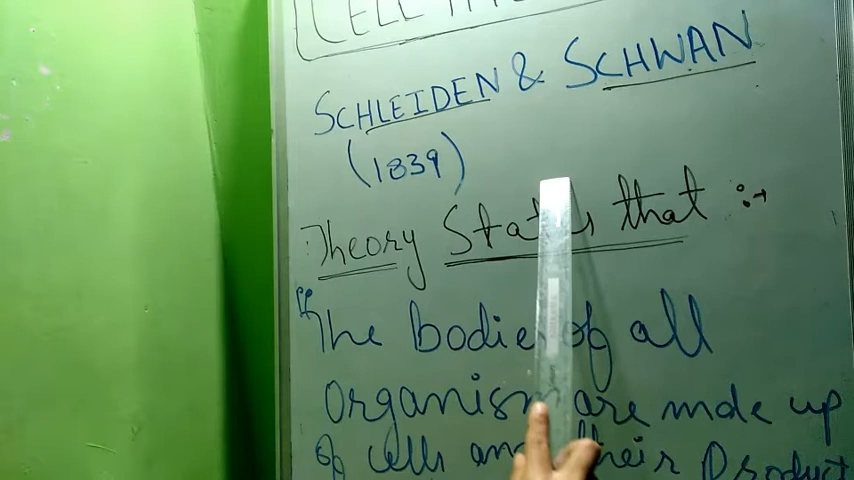 CELL
SCHLEIDEN & SCHWAN
(1839)
Theory States that :→
"The bodies of all
Organism are made up
of cells and their Product